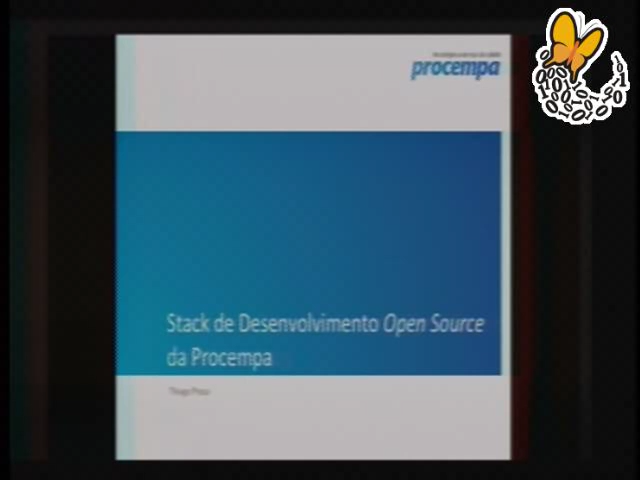 procempa
Stack de Desenvolvimento Open Source
da Procempa